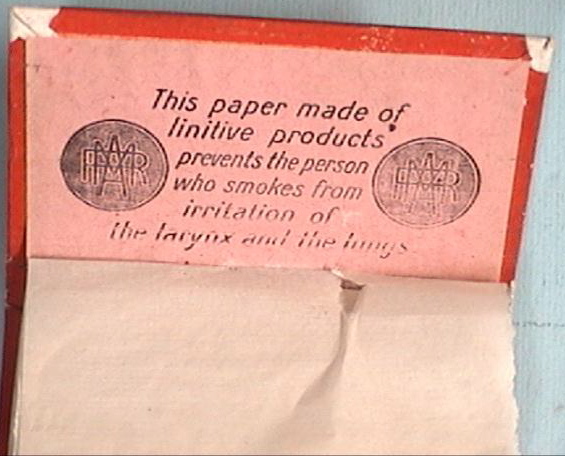 This paper made of
linitive products
prevents the person
who smokes from
irritation of
the larynx and the lungs